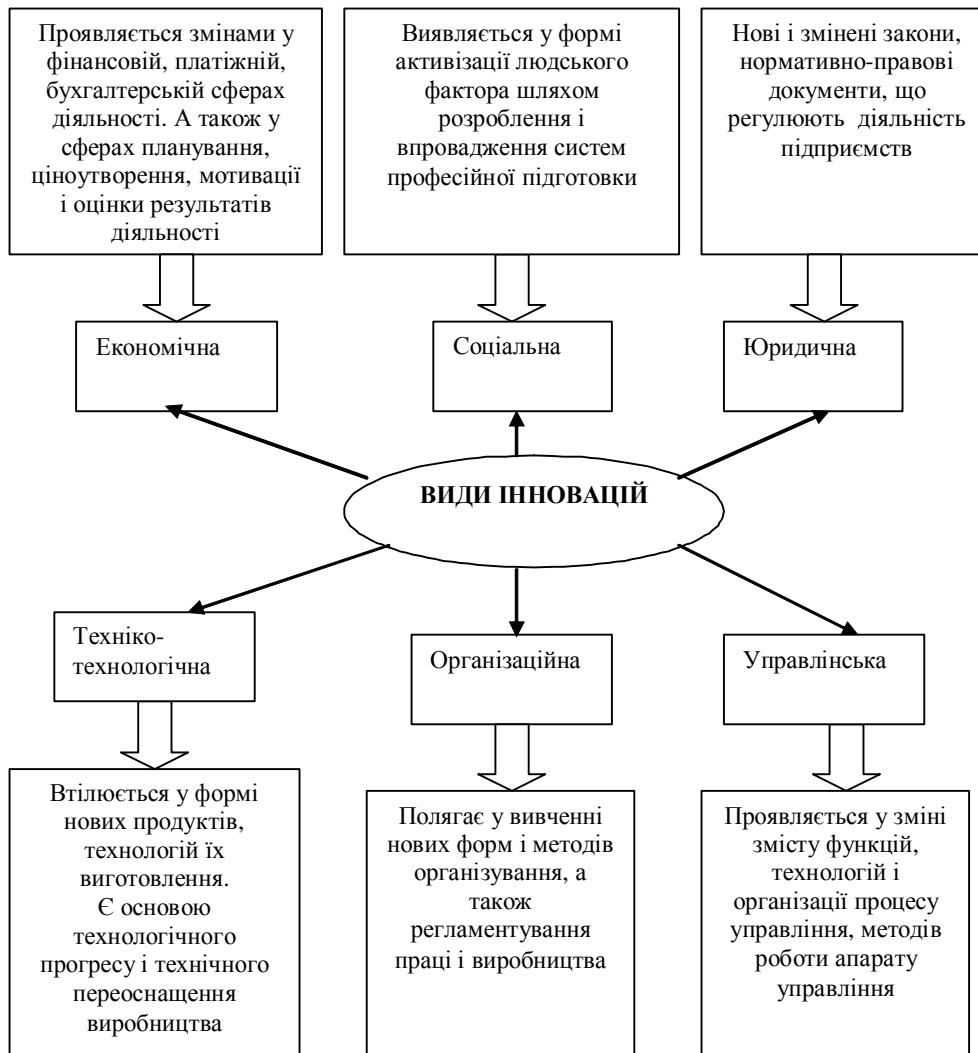 Проявляється змінами у
фінансовій, платіжній,
бухгалтерській сферах
діяльності. А також у
сферах планування,
ціноутворення, мотивації
і оцінки результатів
діяльності
Виявляється у формі
активізації людського
фактора шляхом
розроблення і
впровадження систем
професійної підготовки
Нові і змінені закони,
нормативно-правові
документи, що
регулюють діяльність
підприємств
Економічна
Соціальна
Юридична
ВИДИ ІННОВАЦІЙ
Техніко-
технологічна
Організаційна
Управлінська
Втілюється у формі
нових продуктів,
технологій їх
виготовлення.
Є основою
технологічного
прогресу і технічного
переоснащення
виробництва
Полягає у вивченні
нових форм і методів
організування, а
також
регламентування
праці і виробництва
Проявляється у зміні
змісту функцій,
технологій і
організації процесу
управління, методів
роботи апарату
управління